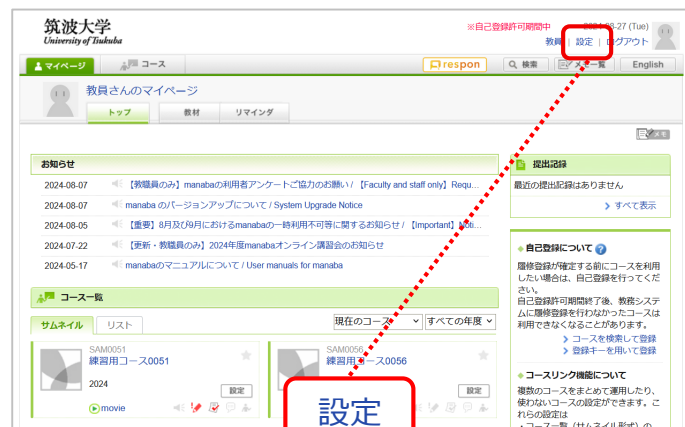 筑波大学
University of Tsukuba
※自己登録許可期間中 2024-08-27 (Tue)
教員 | 設定 | ログアウト
マイページ コース respon 検索 メモ一覧 English
教員さんのマイページ
トップ 教材 リマインダ
メモ
お知らせ
2024-08-07 【教職員のみ】manabaの利用者アンケートご協力のお願い / 【Faculty and staff only】Requ...
2024-08-07 manaba のバージョンアップについて / System Upgrade Notice
2024-08-05 【重要】8月及び9月におけるmanabaの一時利用不可等に関するお知らせ / 【Important】Noti...
2024-07-22 【更新・教職員のみ】2024年度manabaオンライン講習会のお知らせ
2024-05-17 manabaのマニュアルについて / User manuals for manaba
提出記録
最近の提出記録はありません
すべて表示
自己登録について
履修登録が確定する前にコースを利用
したい場合は、自己登録を行ってくだ
さい。
自己登録許可期間終了後、教務システ
ムに履修登録を行わなかったコースは
利用できなくなることがあります。
コースを検索して登録
登録キーを用いて登録
コース一覧
サムネイル リスト 現在のコース すべての年度
SAM0051
練習用コース0051
2024
設定
movie
SAM0056
練習用コース0056
設定
設定
コースリンク機能について
複数のコースをまとめて運用したり、
使わないコースの設定ができます。こ
れらの設定は
・コース一覧（サムネイル形式）の